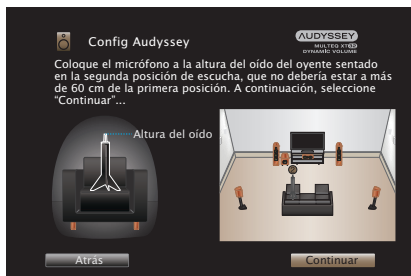 Config Audyssey
AUDYSSEY
MULTEQ XT32
DYNAMIC VOLUME
Coloque el micrófono a la altura del oído del oyente sentado
en la segunda posición de escucha, que no debería estar a más
de 60 cm de la primera posición. A continuación, seleccione
“Continuar”...
Altura del oído
Atrás
Continuar